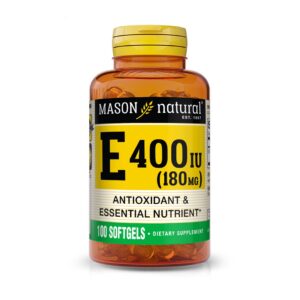 MASON natural®
EST. 1967
E 400 IU
(180 MG)
ANTIOXIDANT &
ESSENTIAL NUTRIENT*
100 SOFTGELS • DIETARY SUPPLEMENT